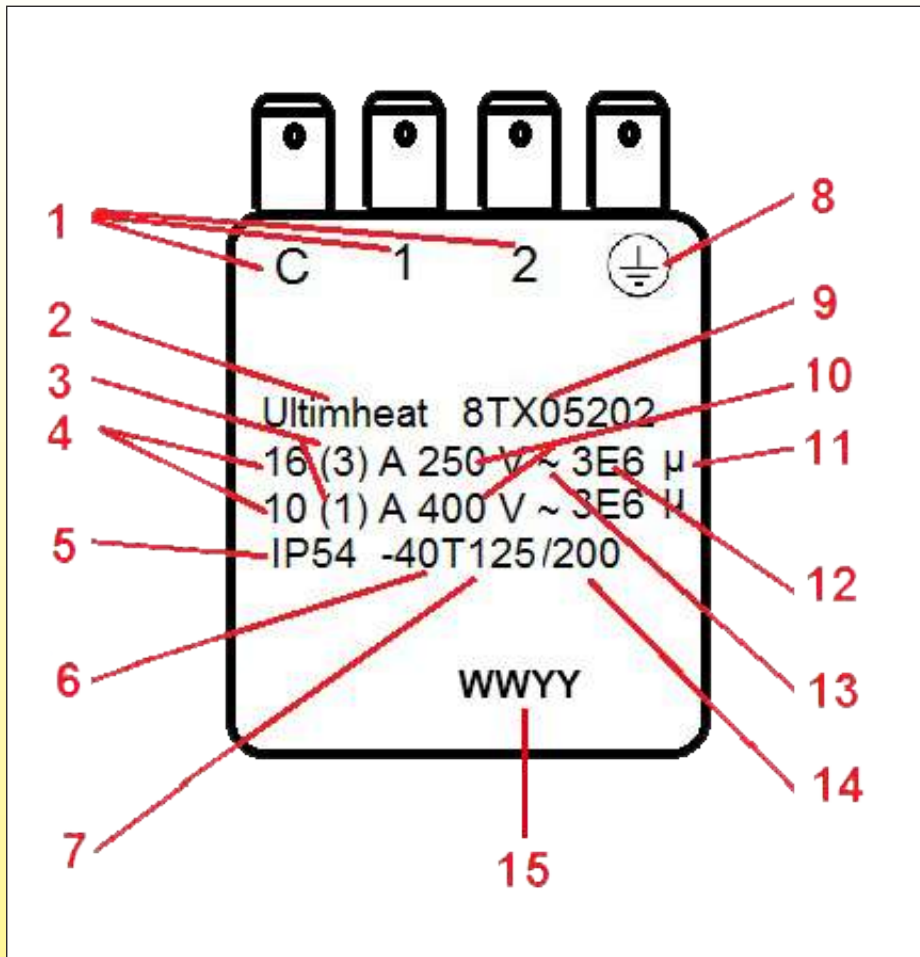 1 C 1 2 8
2 9
3 10
Ultimheat 8TX05202
4 16 (3) A 250 V ~ 3E6 µ 11
10 (1) A 400 V ~ 3E6 µ
5 IP54 -40T125/200 12
6 WWYY 13
14
7 15